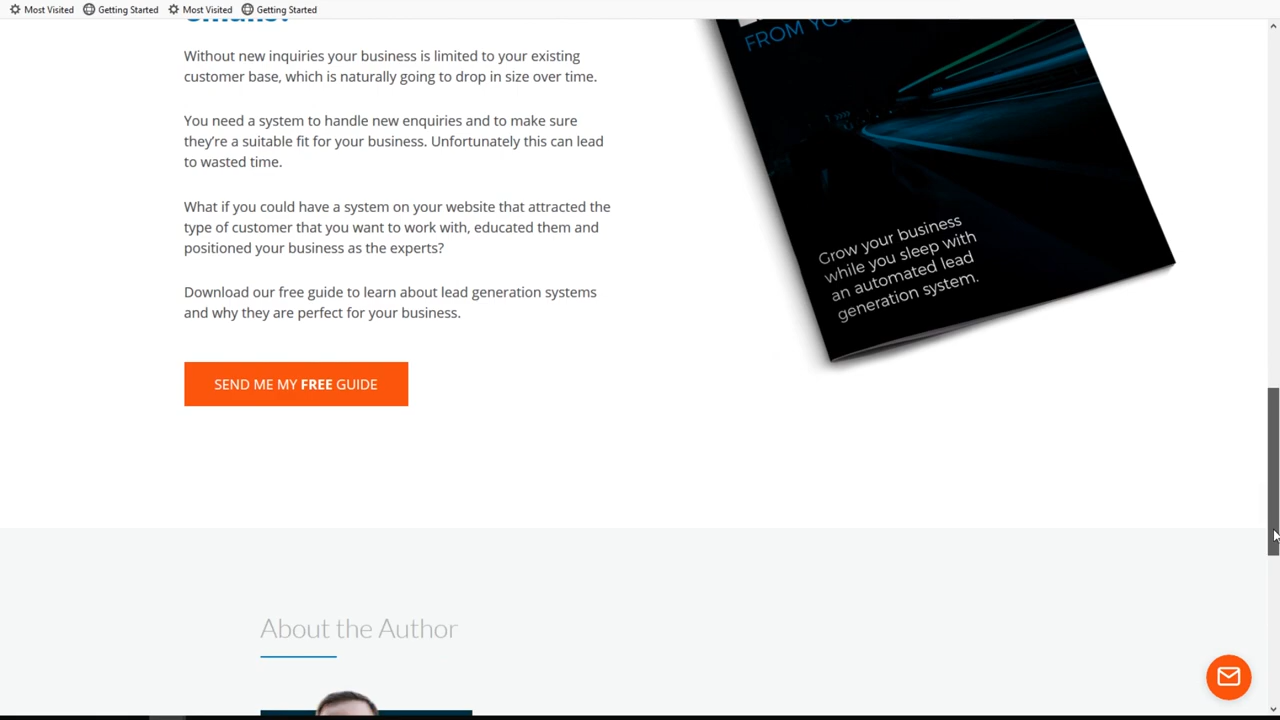 Most Visited Getting Started Most Visited Getting Started
Without new inquiries your business is limited to your existing
customer base, which is naturally going to drop in size over time.
You need a system to handle new enquiries and to make sure
they’re a suitable fit for your business. Unfortunately this can lead
to wasted time.
What if you could have a system on your website that attracted the
type of customer that you want to work with, educated them and
positioned your business as the experts?
Download our free guide to learn about lead generation systems
and why they are perfect for your business.
SEND ME MY FREE GUIDE
FROM
Grow your business
while you sleep with
an automated lead
generation system.
About the Author